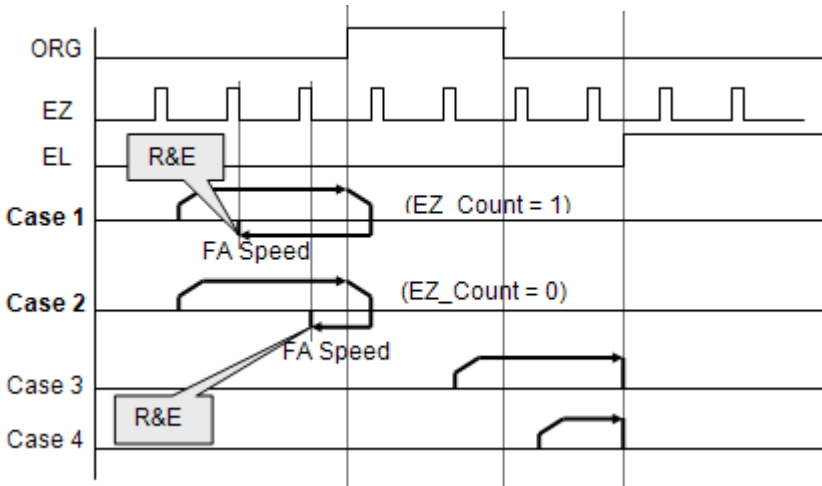 ORG
EZ
EL
R&E
Case 1
(EZ_Count = 1)
FA Speed
Case 2
(EZ_Count = 0)
FA Speed
Case 3
R&E
Case 4